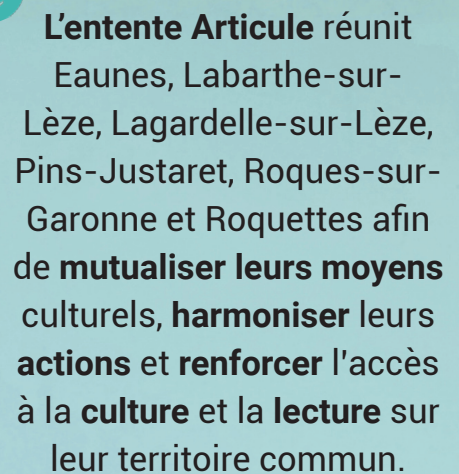 L'entente Articule réunit
Eaunes, Labarthe-sur-
Lèze, Lagardelle-sur-Lèze,
Pins-Justaret, Roques-sur-
Garonne et Roquettes afin
de mutualiser leurs moyens
culturels, harmoniser leurs
actions et renforcer l'accès
à la culture et la lecture sur
leur territoire commun.